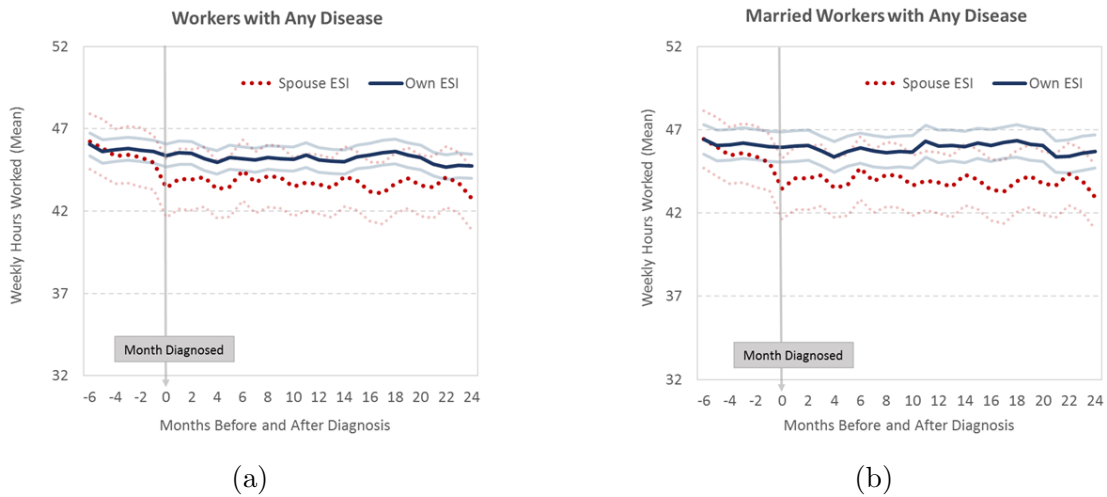 Workers with Any Disease
52
47
42
37
32
Weekly Hours Worked (Mean)
Spouse ESI
Own ESI
Month Diagnosed
-6 -4 -2 0 2 4 6 8 10 12 14 16 18 20 22 24
Months Before and After Diagnosis
(a)
Married Workers with Any Disease
52
47
42
37
32
Weekly Hours Worked (Mean)
Spouse ESI
Own ESI
Month Diagnosed
-6 -4 -2 0 2 4 6 8 10 12 14 16 18 20 22 24
Months Before and After Diagnosis
(b)